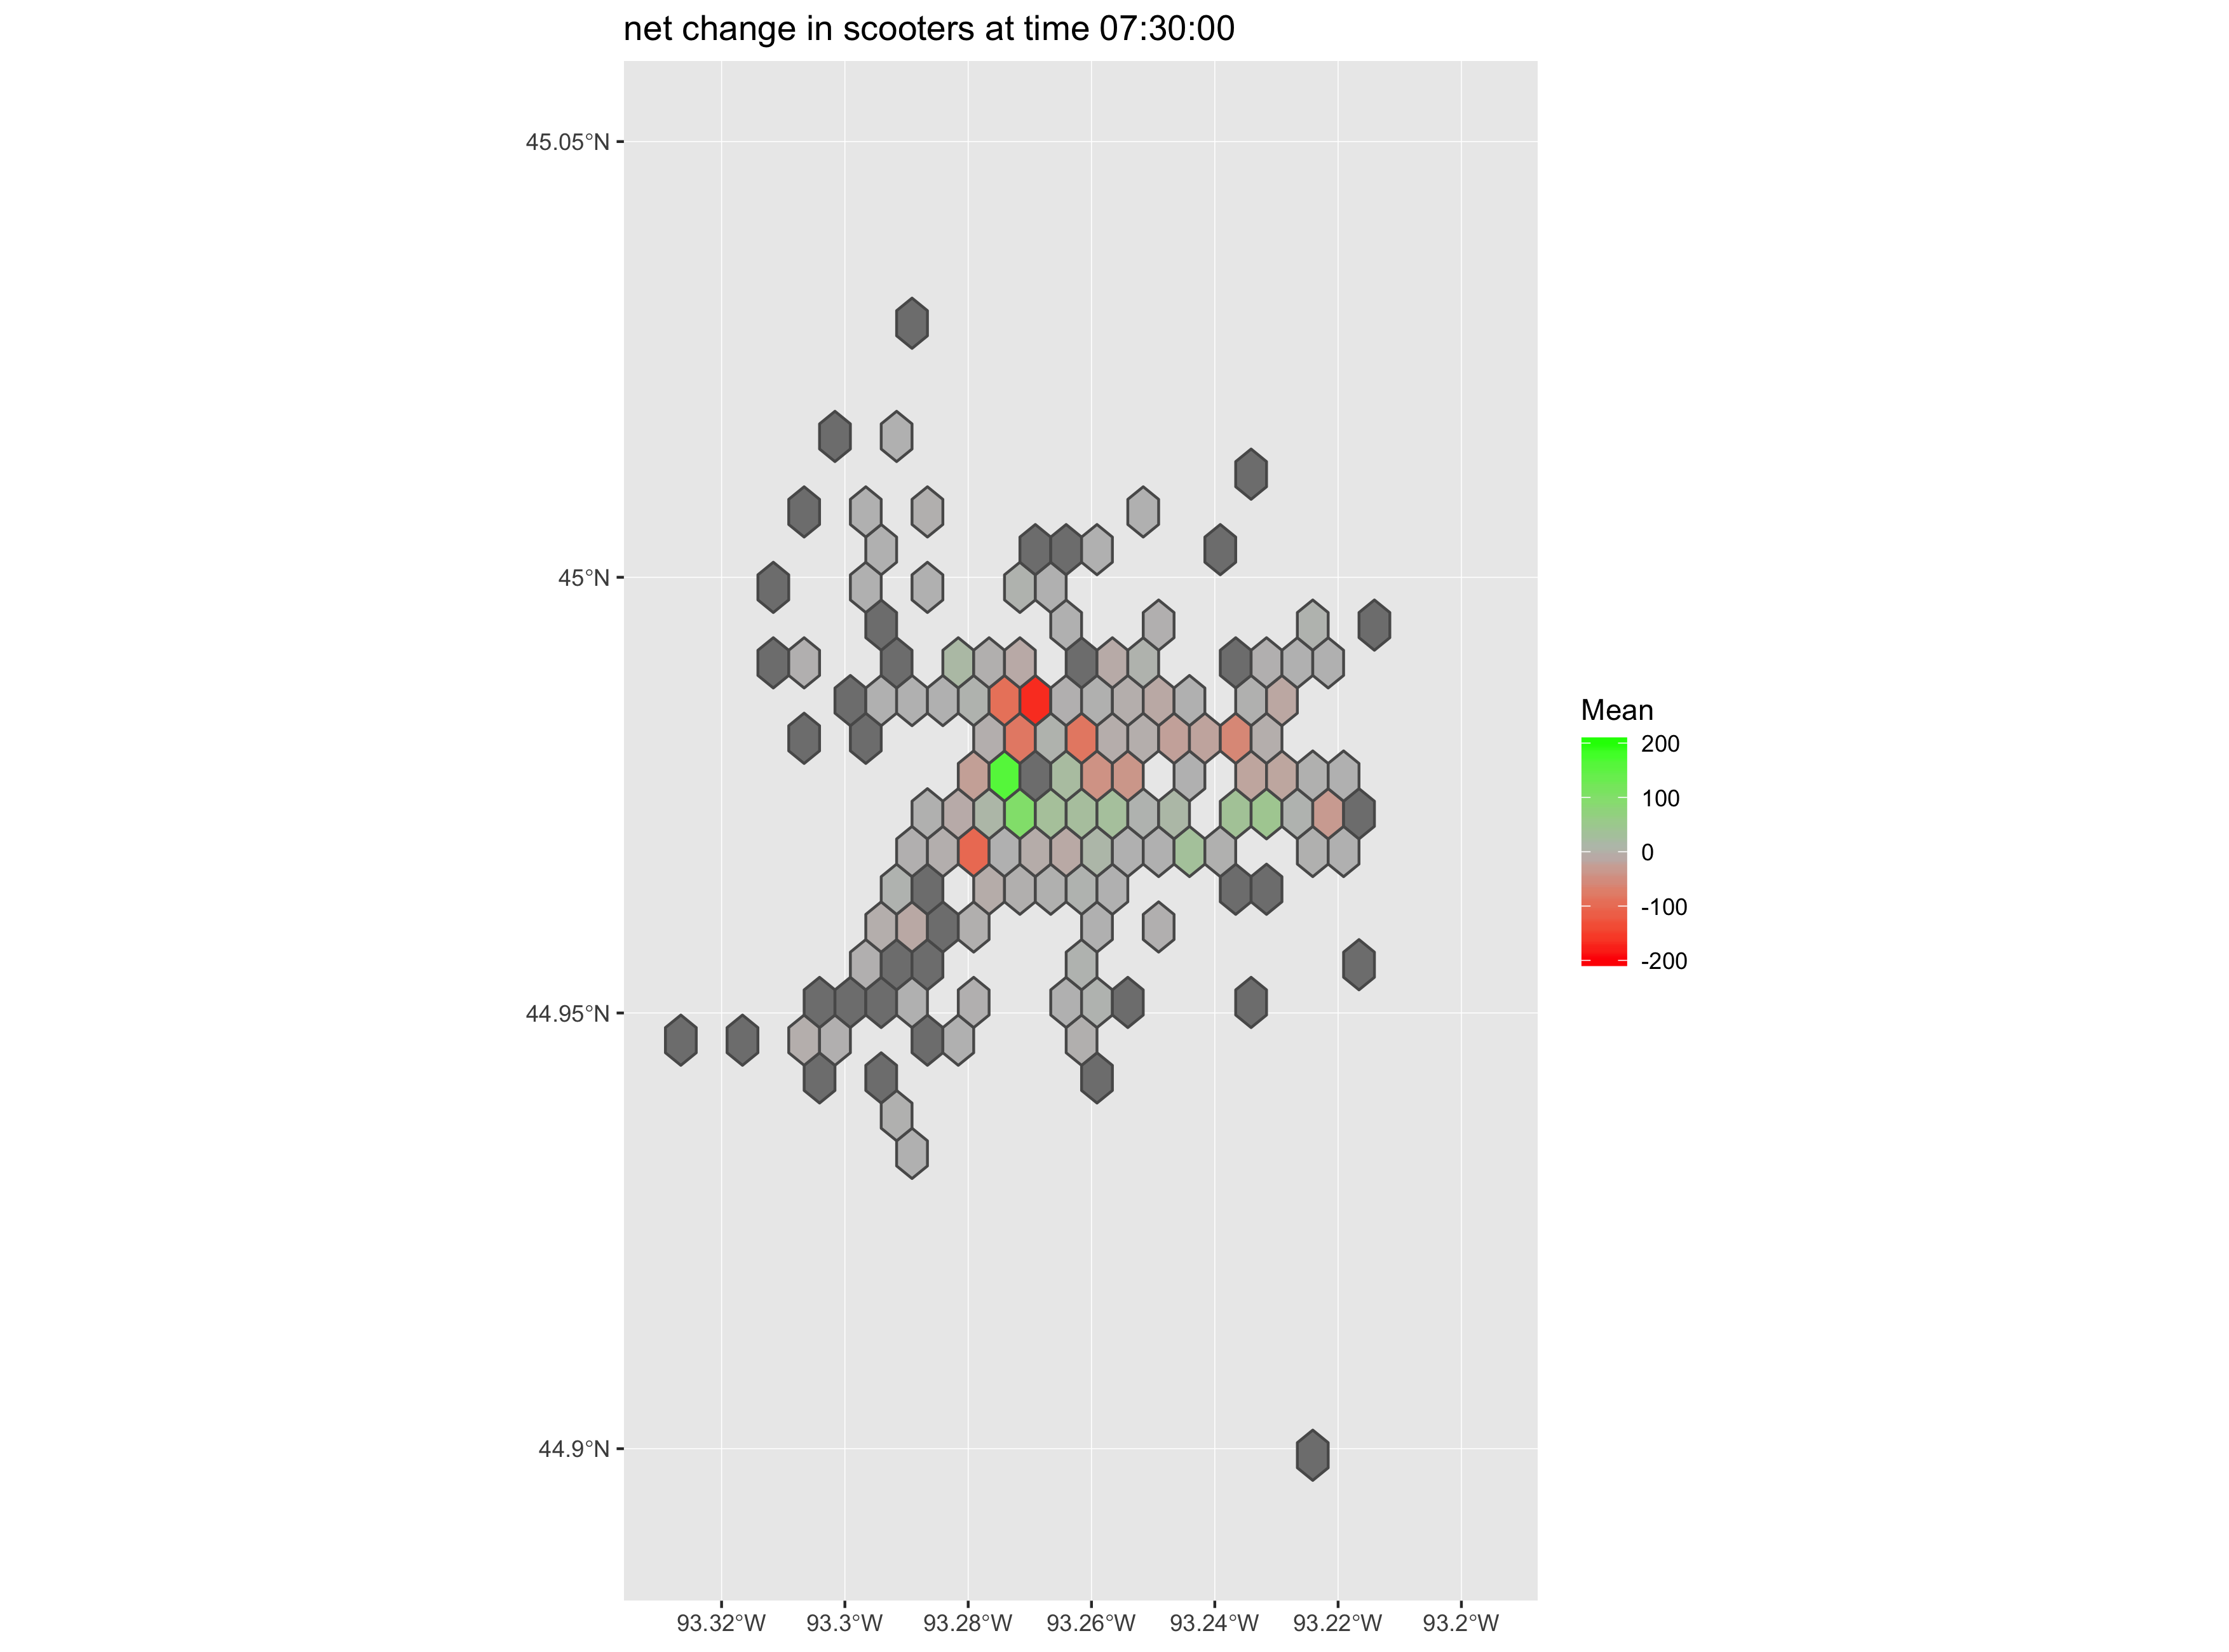 net change in scooters at time 07:30:00
45.05°N
45°N
44.95°N
44.9°N
93.32°W
93.3°W
93.28°W
93.26°W
93.24°W
93.22°W
93.2°W
Mean
200
100
0
-100
-200